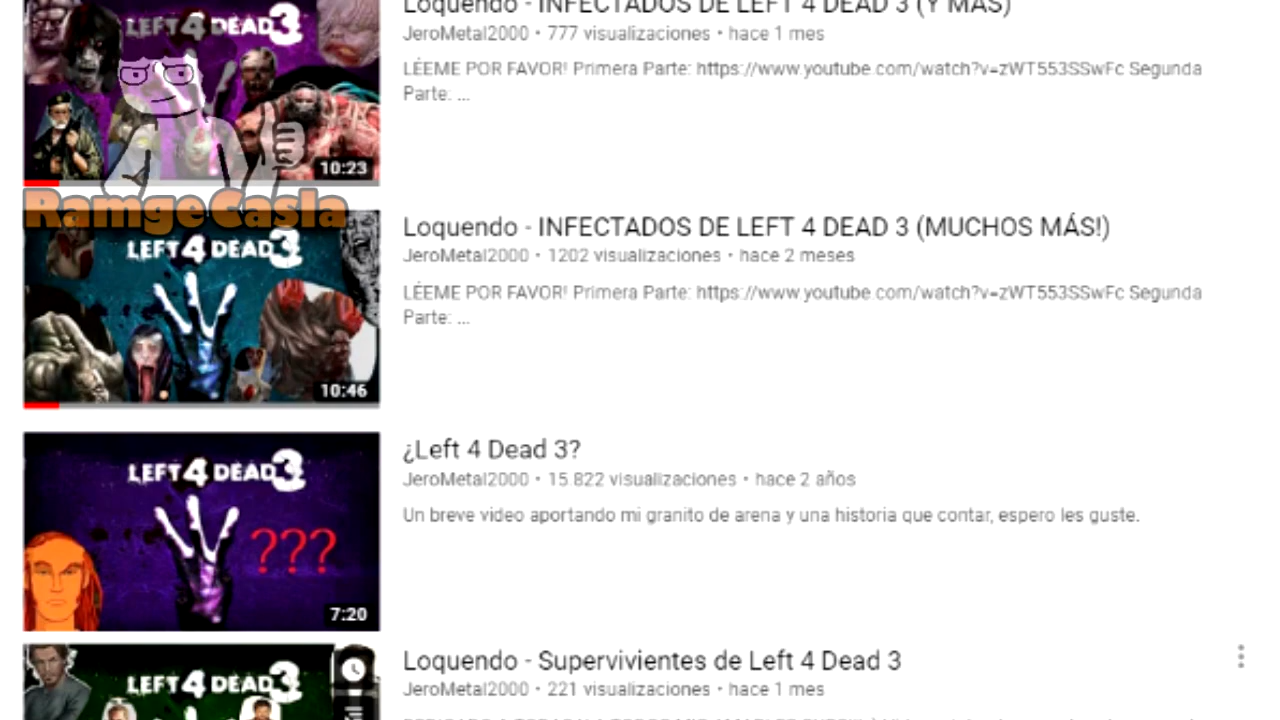 Loquendo - INFECTADOS DE LEFT 4 DEAD 3 (Y MÁS)
JeroMetal2000 • 777 visualizaciones • hace 1 mes
LÉEME POR FAVOR! Primera Parte: https://www.youtube.com/watch?v=zWT553SSwFc Segunda
Parte: ...
LEFT 4 DEAD 3
10:23
Ramge Casla
Loquendo - INFECTADOS DE LEFT 4 DEAD 3 (MUCHOS MÁS!)
JeroMetal2000 • 1202 visualizaciones • hace 2 meses
LÉEME POR FAVOR! Primera Parte: https://www.youtube.com/watch?v=zWT553SSwFc Segunda
Parte: ...
LEFT 4 DEAD 3
10:46
¿Left 4 Dead 3?
JeroMetal2000 • 15.822 visualizaciones • hace 2 años
Un breve video aportando mi granito de arena y una historia que contar, espero les guste.
LEFT 4 DEAD 3
???
7:20
Loquendo - Supervivientes de Left 4 Dead 3
JeroMetal2000 • 221 visualizaciones • hace 1 mes
LEFT 4 DEAD 3